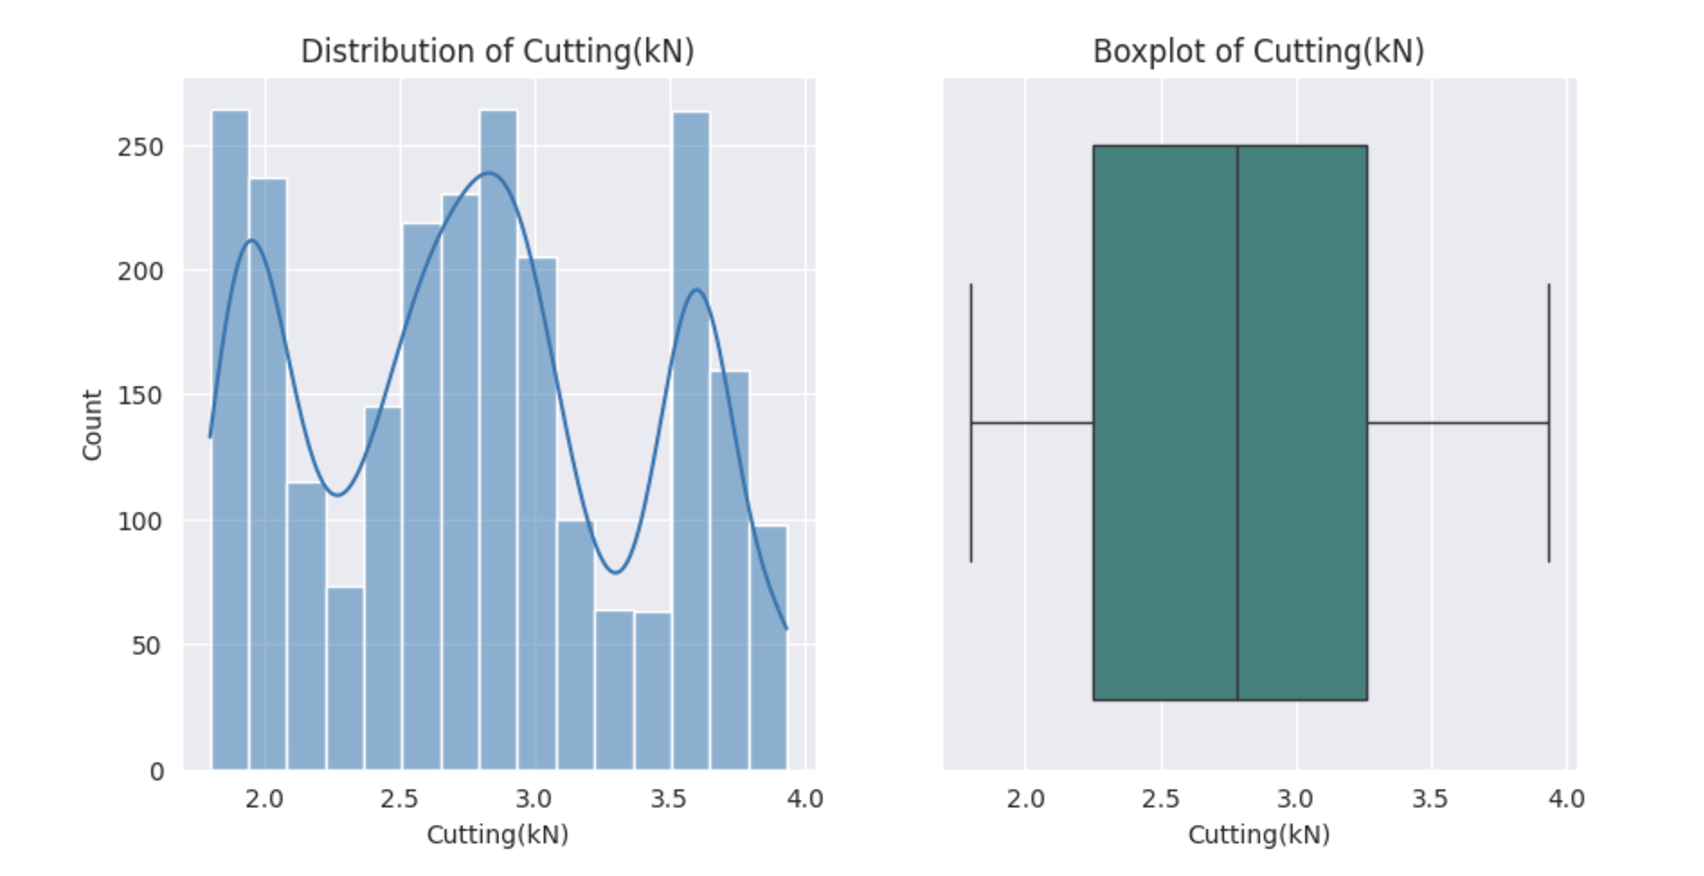 Distribution of Cutting(kN)
Boxplot of Cutting(kN)
250
200
150
100
50
0
Count
2.0 2.5 3.0 3.5 4.0
Cutting(kN)
2.0 2.5 3.0 3.5 4.0
Cutting(kN)